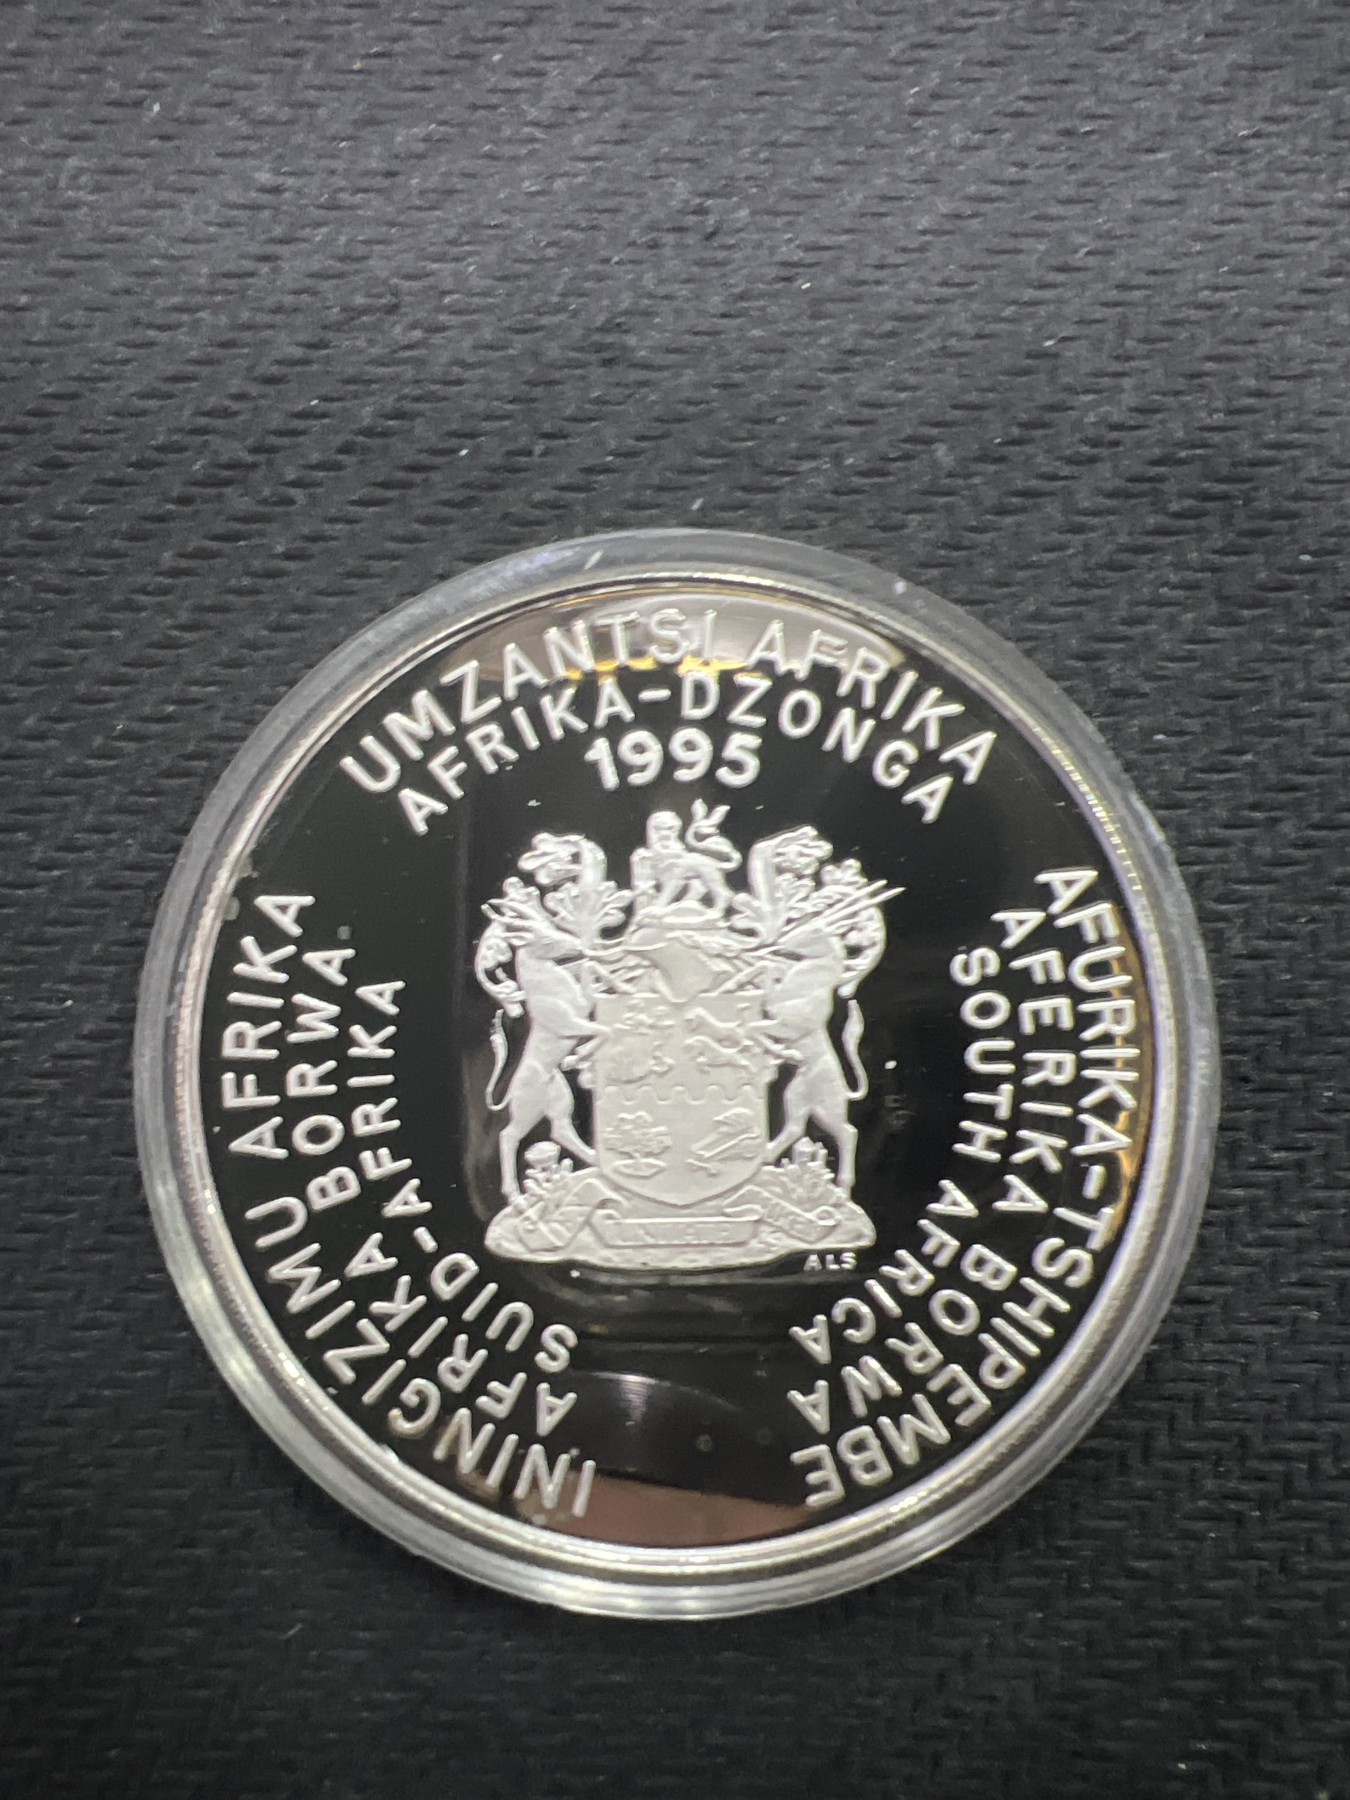 UMZANTSI AFRIKA
AFRIKA-DZONGA
1995
ININGIZIMU AFRIKA
AFRIKA BORWA
SUID-AFRIKA
AFURIKA-TSHIPEMBE
AFERIKA BORWA
SOUTH AFRICA
ALS